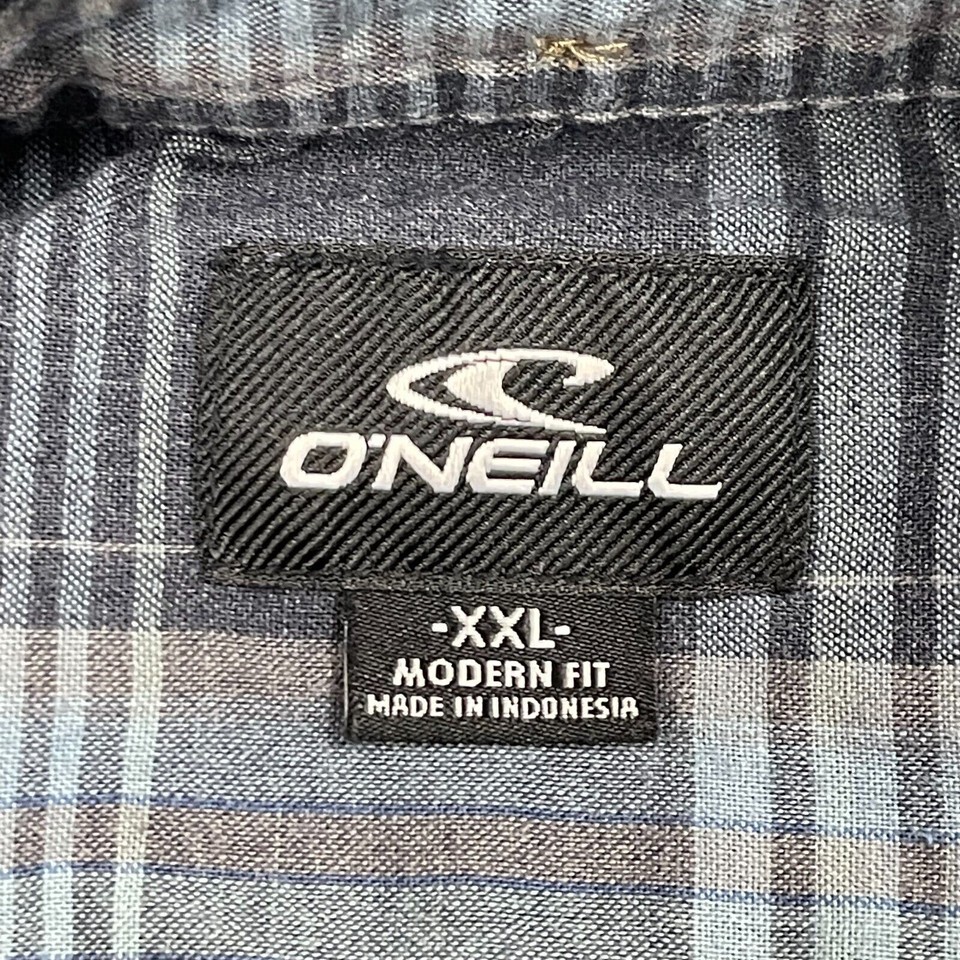 O'NEILL
-XXL-
MODERN FIT
MADE IN INDONESIA